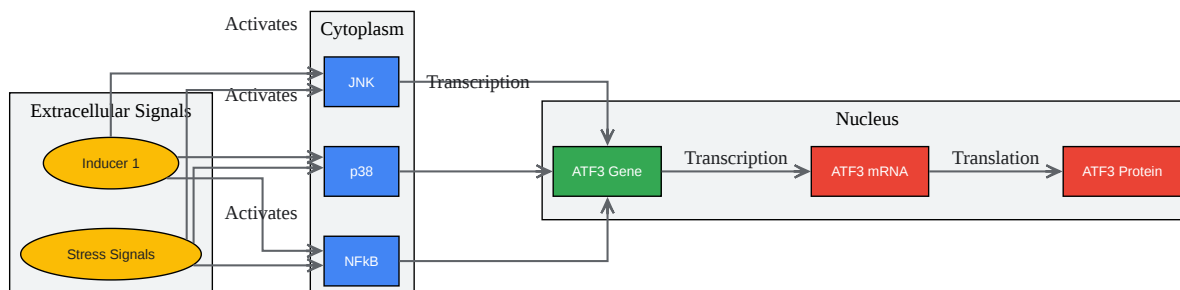 Activates
Cytoplasm
JNK
Transcription
Activates
Extracellular Signals
Nucleus
Inducer 1
p38
ATF3 Gene
Transcription
ATF3 mRNA
Translation
ATF3 Protein
Activates
Stress Signals
NFkB